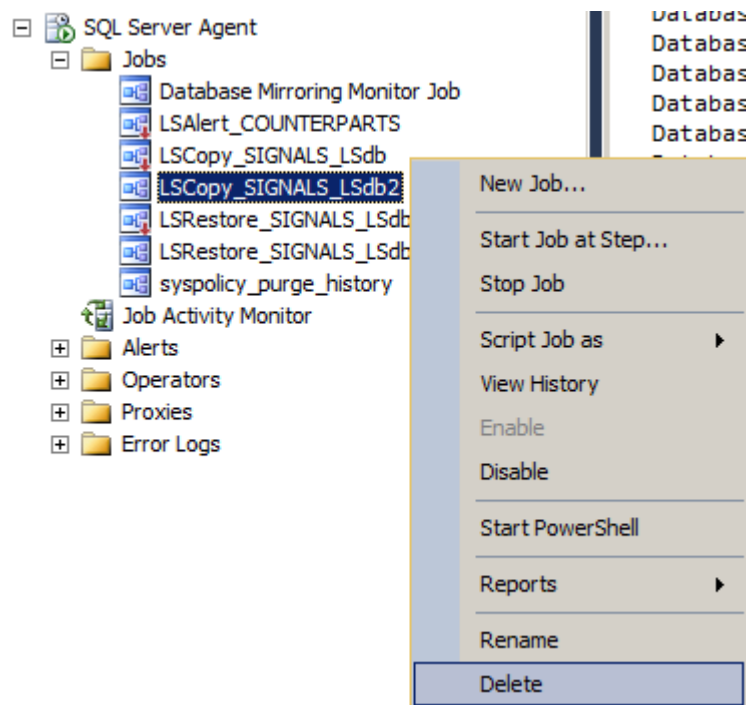 SQL Server Agent
Jobs
Database Mirroring Monitor Job
LSAlert_COUNTERPARTS
LSCopy_SIGNALS_LSdb
LSCopy_SIGNALS_LSdb2
LSRestore_SIGNALS_LSdb
LSRestore_SIGNALS_LSdb
syspolicy_purge_history
Job Activity Monitor
Alerts
Operators
Proxies
Error Logs
Databas
Databas
Databas
Databas
Databas
New Job...
Start Job at Step...
Stop Job
Script Job as
View History
Enable
Disable
Start PowerShell
Reports
Rename
Delete